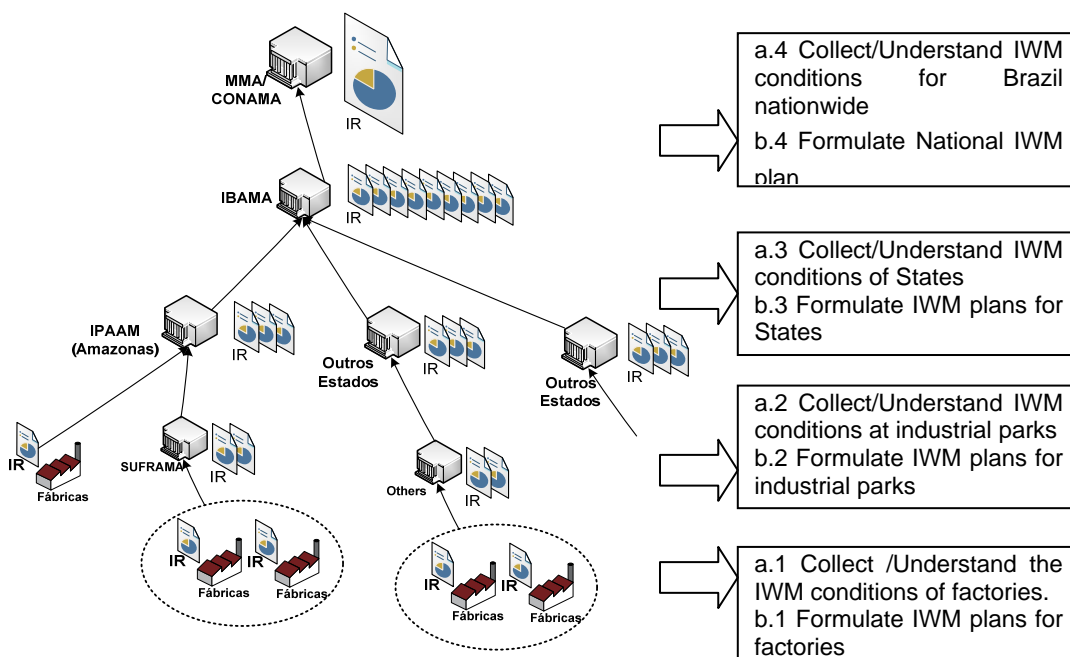 MMA/
CONAMA
IR
a.4 Collect/Understand IWM
conditions for Brazil
nationwide
b.4 Formulate National IWM
plan
IBAMA
IR
a.3 Collect/Understand IWM
conditions of States
b.3 Formulate IWM plans for
States
IPAAM
(Amazonas)
IR
Outros
Estados
IR
Outros
Estados
IR
a.2 Collect/Understand IWM
conditions at industrial parks
b.2 Formulate IWM plans for
industrial parks
IR
Fábricas
SUFRAMA
IR
Others
IR
a.1 Collect /Understand the
IWM conditions of factories.
b.1 Formulate IWM plans for
factories
IR
Fábricas
IR
Fábricas
IR
Fábricas
IR
Fábricas